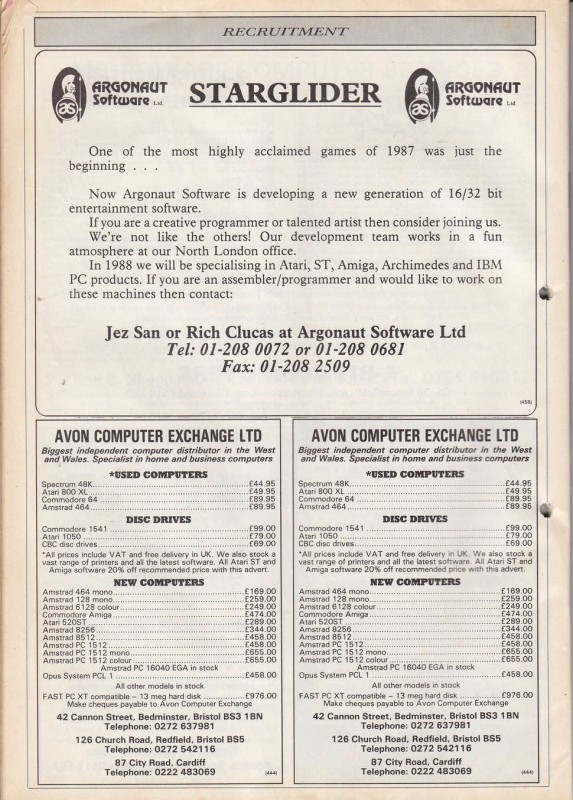 RECRUITMENT
ARGONAUT
Software Ltd.
STARGLIDER
ARGONAUT
Software Ltd.
One of the most highly acclaimed games of 1987 was just the
beginning . . .
Now Argonaut Software is developing a new generation of 16/32 bit
entertainment software.
If you are a creative programmer or talented artist then consider joining us.
We're not like the others! Our development team works in a fun
atmosphere at our North London office.
In 1988 we will be specialising in Atari, ST, Amiga, Archimedes and IBM
PC products. If you are an assembler/programmer and would like to work on
these machines then contact:
Jez San or Rich Clucas at Argonaut Software Ltd
Tel: 01-208 0072 or 01-208 0681
Fax: 01-208 2509
(458)
AVON COMPUTER EXCHANGE LTD
Biggest independent computer distributor in the West
and Wales. Specialist in home and business computers
*USED COMPUTERS
Spectrum 48K £44.95
Atari 800 XL £49.95
Commodore 64 £89.95
Amstrad 464 £89.95
DISC DRIVES
Commodore 1541 £99.00
Atari 1050 £79.00
CBC disc drives £69.00
*All prices include VAT and free delivery in UK. We also stock a
vast range of printers and all the latest software. All Atari ST and
Amiga software 20% off recommended price with this advert.
NEW COMPUTERS
Amstrad 464 mono £169.00
Amstrad 128 mono £259.00
Amstrad 6128 colour £249.00
Commodore Amiga £474.00
Atari 520ST £289.00
Amstrad 8256 £344.00
Amstrad 8512 £458.00
Amstrad PC 1512 £458.00
Amstrad PC 1512 mono £655.00
Amstrad PC 1512 colour £655.00
Amstrad PC 16040 EGA in stock
Opus System PCL 1 £458.00
All other models in stock
FAST PC XT compatible – 13 meg hard disk £976.00
Make cheques payable to Avon Computer Exchange
42 Cannon Street, Bedminster, Bristol BS3 1BN
Telephone: 0272 637981
126 Church Road, Redfield, Bristol BS5
Telephone: 0272 542116
87 City Road, Cardiff
Telephone: 0222 483069
(444)
AVON COMPUTER EXCHANGE LTD
Biggest independent computer distributor in the West
and Wales. Specialist in home and business computers
*USED COMPUTERS
Spectrum 48K £44.95
Atari 800 XL £49.95
Commodore 64 £89.95
Amstrad 464 £89.95
DISC DRIVES
Commodore 1541 £99.00
Atari 1050 £79.00
CBC disc drives £69.00
*All prices include VAT and free delivery in UK. We also stock a
vast range of printers and all the latest software. All Atari ST and
Amiga software 20% off recommended price with this advert.
NEW COMPUTERS
Amstrad 464 mono £169.00
Amstrad 128 mono £259.00
Amstrad 6128 colour £249.00
Commodore Amiga £474.00
Atari 520ST £289.00
Amstrad 8256 £344.00
Amstrad 8512 £458.00
Amstrad PC 1512 £458.00
Amstrad PC 1512 mono £655.00
Amstrad PC 1512 colour £655.00
Amstrad PC 16040 EGA in stock
Opus System PCL 1 £458.00
All other models in stock
FAST PC XT compatible – 13 meg hard disk £976.00
Make cheques payable to Avon Computer Exchange
42 Cannon Street, Bedminster, Bristol BS3 1BN
Telephone: 0272 637981
126 Church Road, Redfield, Bristol BS5
Telephone: 0272 542116
87 City Road, Cardiff
Telephone: 0222 483069
(444)